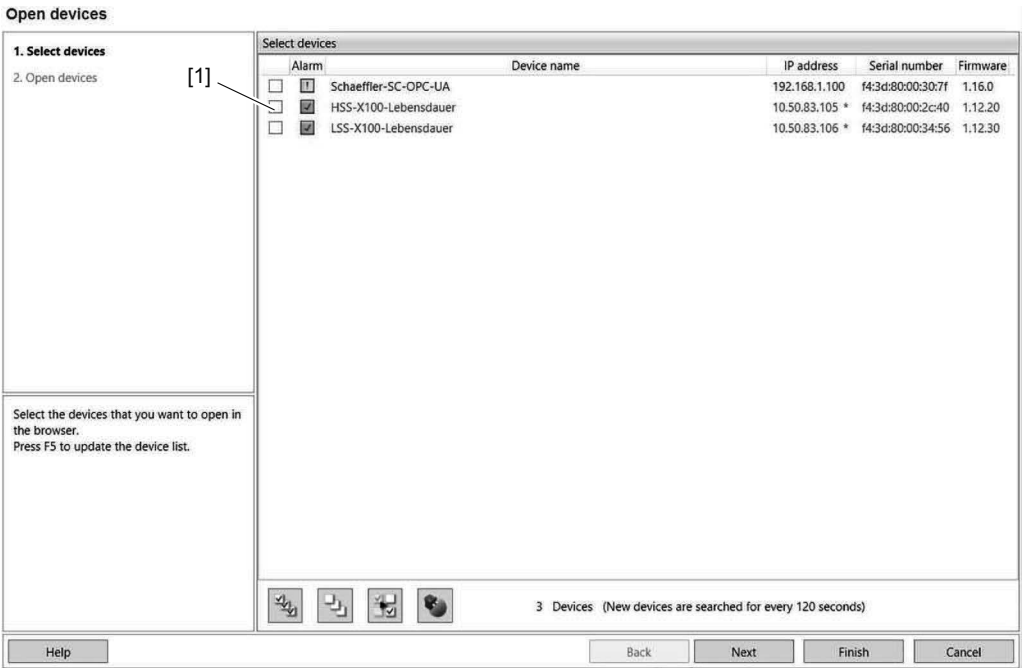 Open devices
1. Select devices
2. Open devices
[1]
Select devices
Alarm Device name IP address Serial number Firmware
Schaeffler-SC-OPC-UA 192.168.1.100 f4:3d:80:00:30:7f 1.16.0
HSS-X100-Lebensdauer 10.50.83.105 * f4:3d:80:00:2c:40 1.12.20
LSS-X100-Lebensdauer 10.50.83.106 * f4:3d:80:00:34:56 1.12.30
Select the devices that you want to open in
the browser.
Press F5 to update the device list.
3 Devices (New devices are searched for every 120 seconds)
Help Back Next Finish Cancel